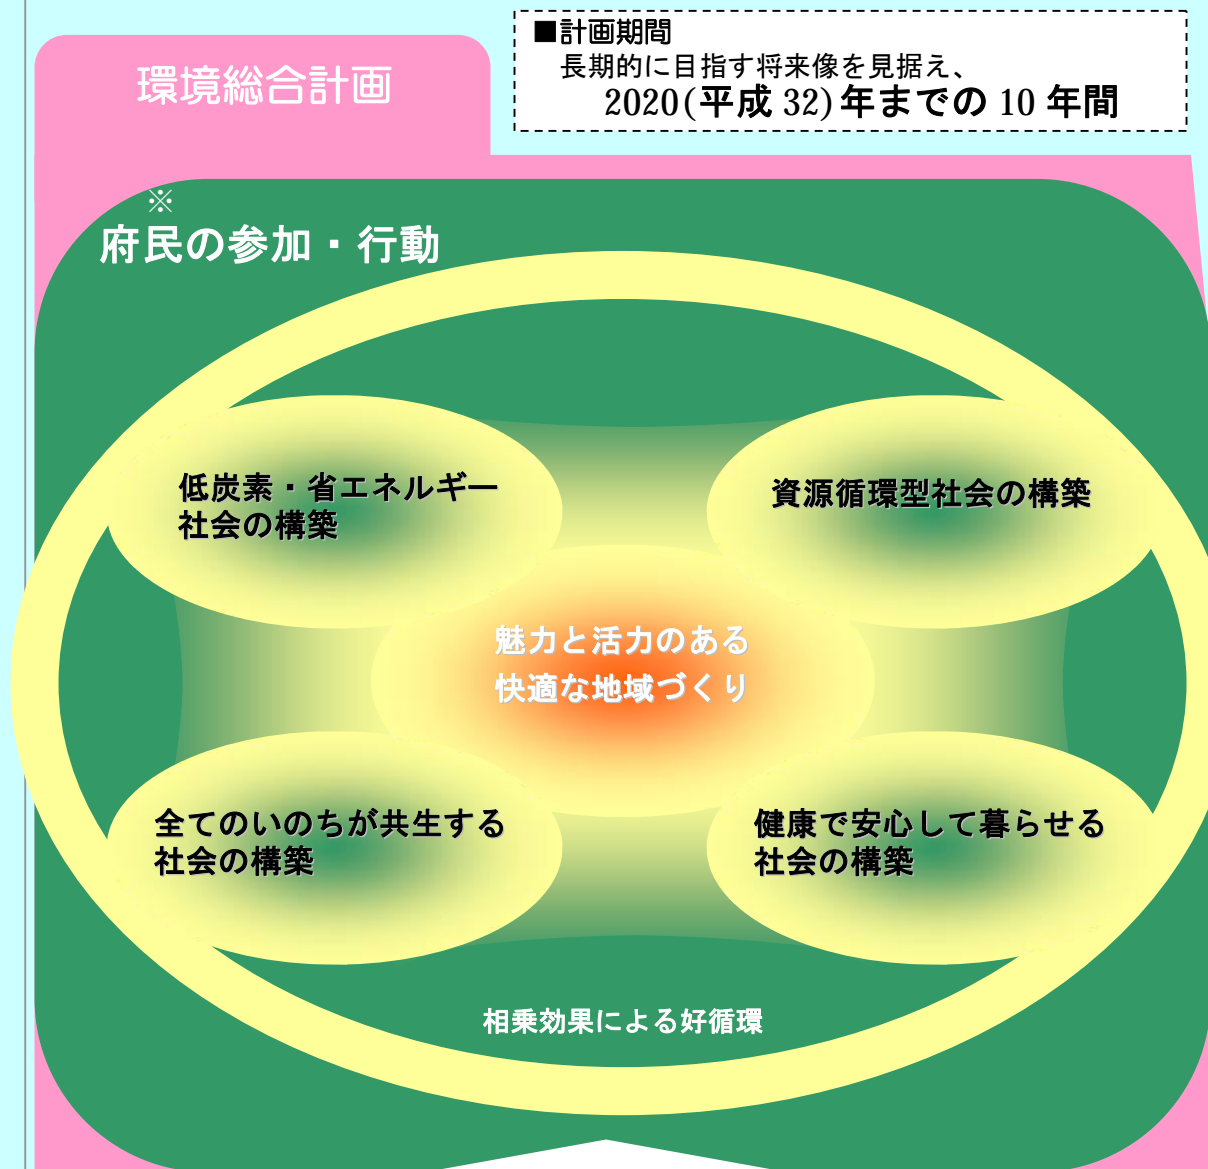 ■計画期間
長期的に目指す将来像を見据え、
2020(平成 32)年までの 10 年間
環境総合計画
※
府民の参加・行動
低炭素・省エネルギー
社会の構築
資源循環型社会の構築
魅力と活力のある
快適な地域づくり
全てのいのちが共生する
社会の構築
健康で安心して暮らせる
社会の構築
相乗効果による好循環